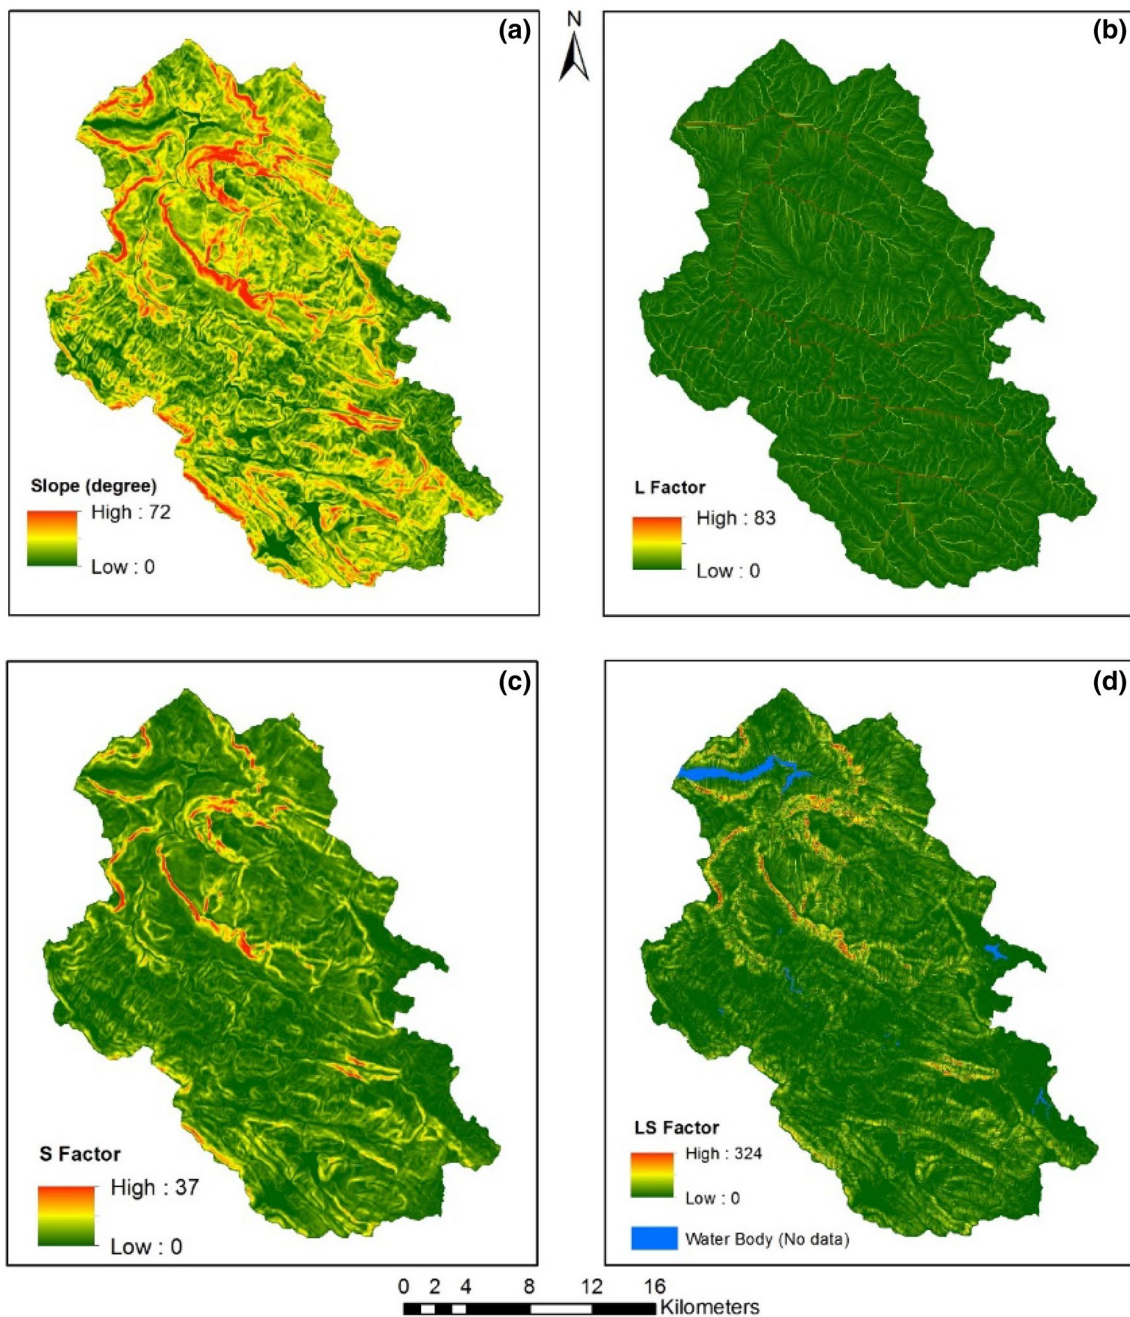 (a)
N
(b)
Slope (degree)
High : 72
Low : 0
L Factor
High : 83
Low : 0
(c)
(d)
S Factor
High : 37
Low : 0
LS Factor
High : 324
Low : 0
Water Body (No data)
0 2 4 8 12 16
Kilometers